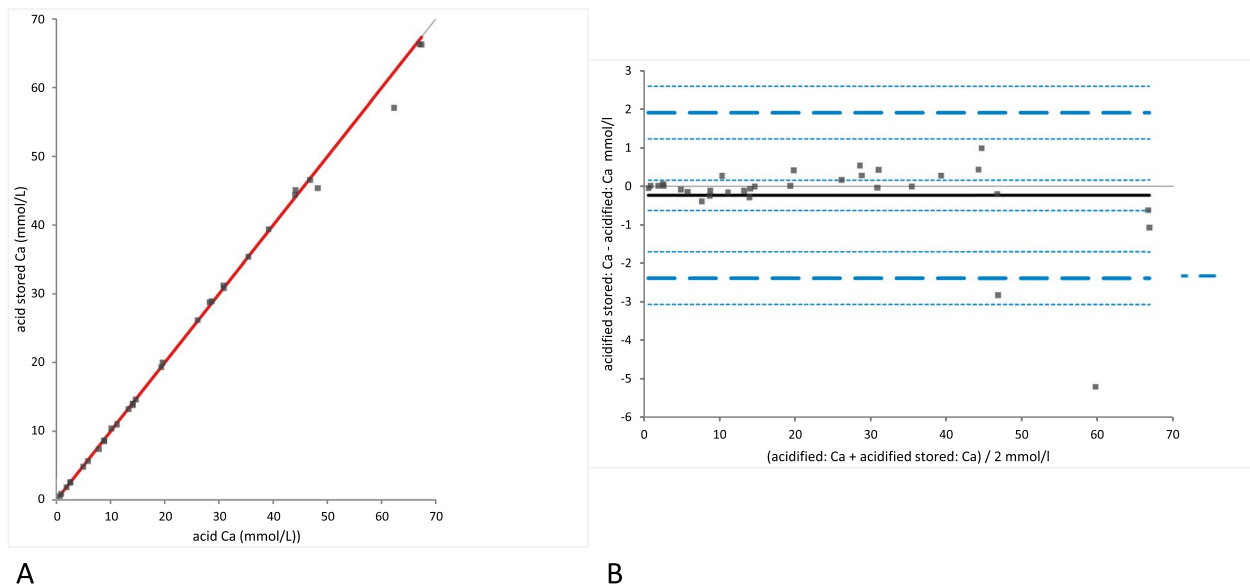 70
60
50
40
30
20
10
0
acid stored Ca (mmol/L)
0 10 20 30 40 50 60 70
acid Ca (mmol/L))
A
3
2
1
0
-1
-2
-3
-4
-5
-6
acidified stored: Ca - acidified: Ca mmol/l
0 10 20 30 40 50 60 70
(acidified: Ca + acidified stored: Ca) / 2 mmol/l
B